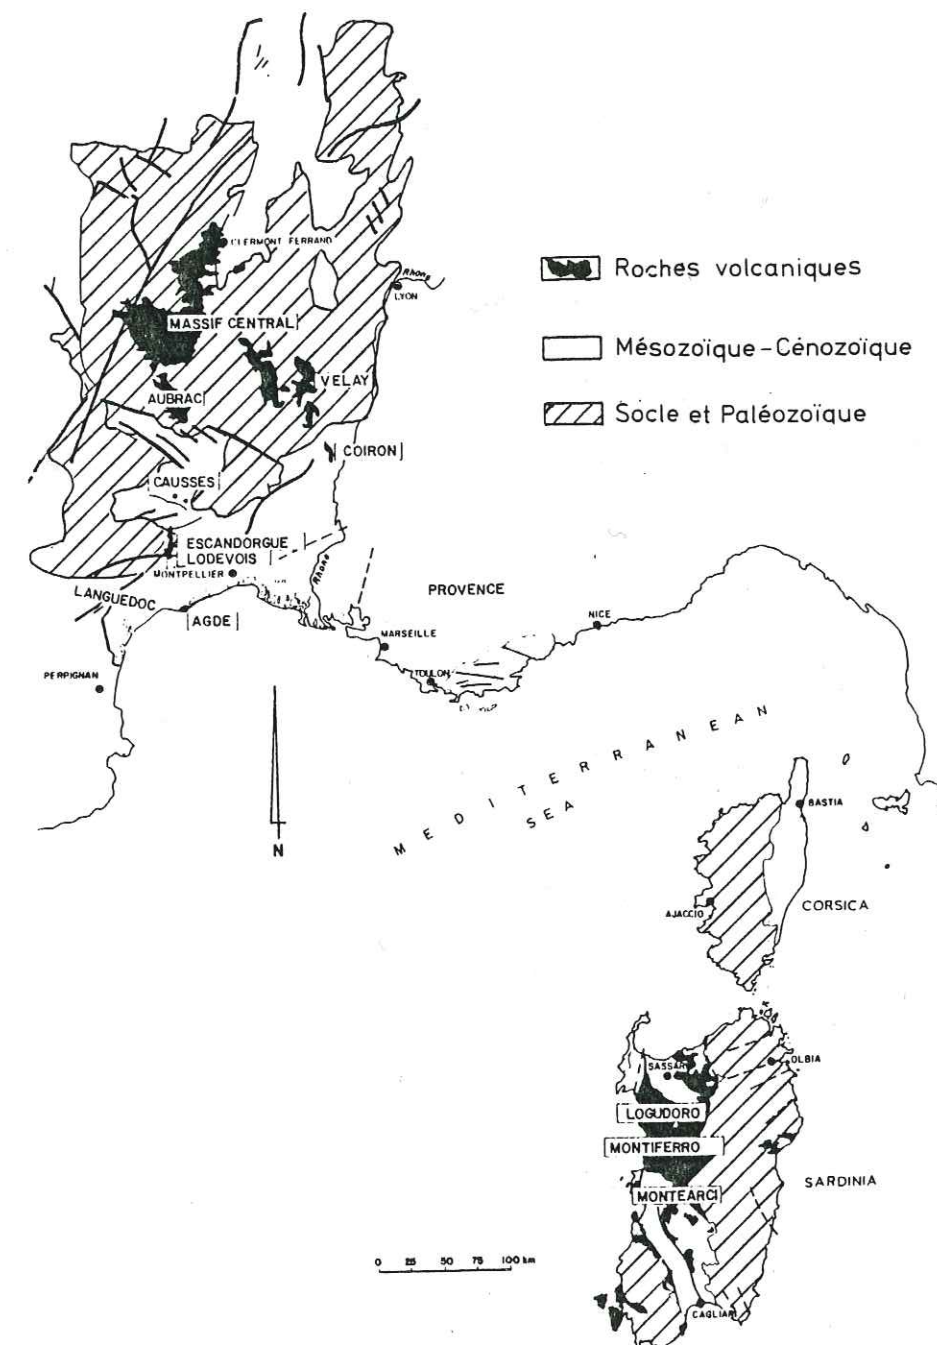 CLERMONT FERRAND
Rhone
LYON
MASSIF CENTRAL
VELAY
AUBRAC
COIRON
CAUSSES
ESCANDORGUE
LODEVOIS
MONTPELLIER
Rhone
LANGUEDOC
AGDE
PROVENCE
NICE
MARSEILLE
PERPIGNAN
TOULON
Roches volcaniques
Mésozoïque-Cénozoïque
Socle et Paléozoïque
MEDITERRANEAN
SEA
N
BASTIA
AJACCIO
CORSICA
OLBIA
SASSARI
LOGUDORO
MONTIFERRO
MONTEARCI
SARDINIA
0 25 50 75 100 km
CAGLIARI